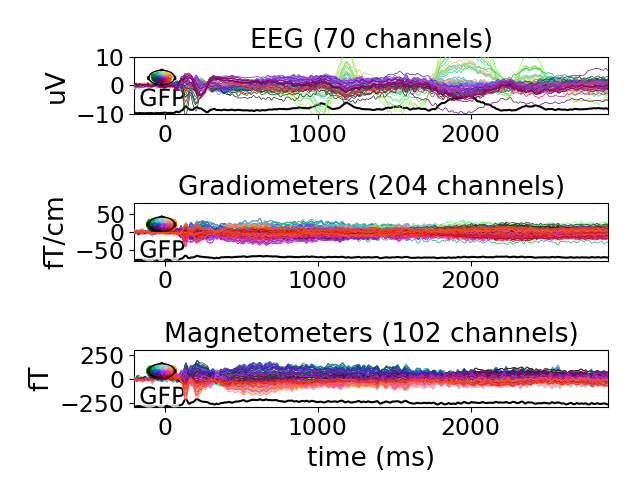 EEG (70 channels)
10
0
−10
uV
GFP
0
1000
2000
Gradiometers (204 channels)
50
0
−50
fT/cm
GFP
0
1000
2000
Magnetometers (102 channels)
250
0
−250
fT
GFP
0
1000
2000
time (ms)